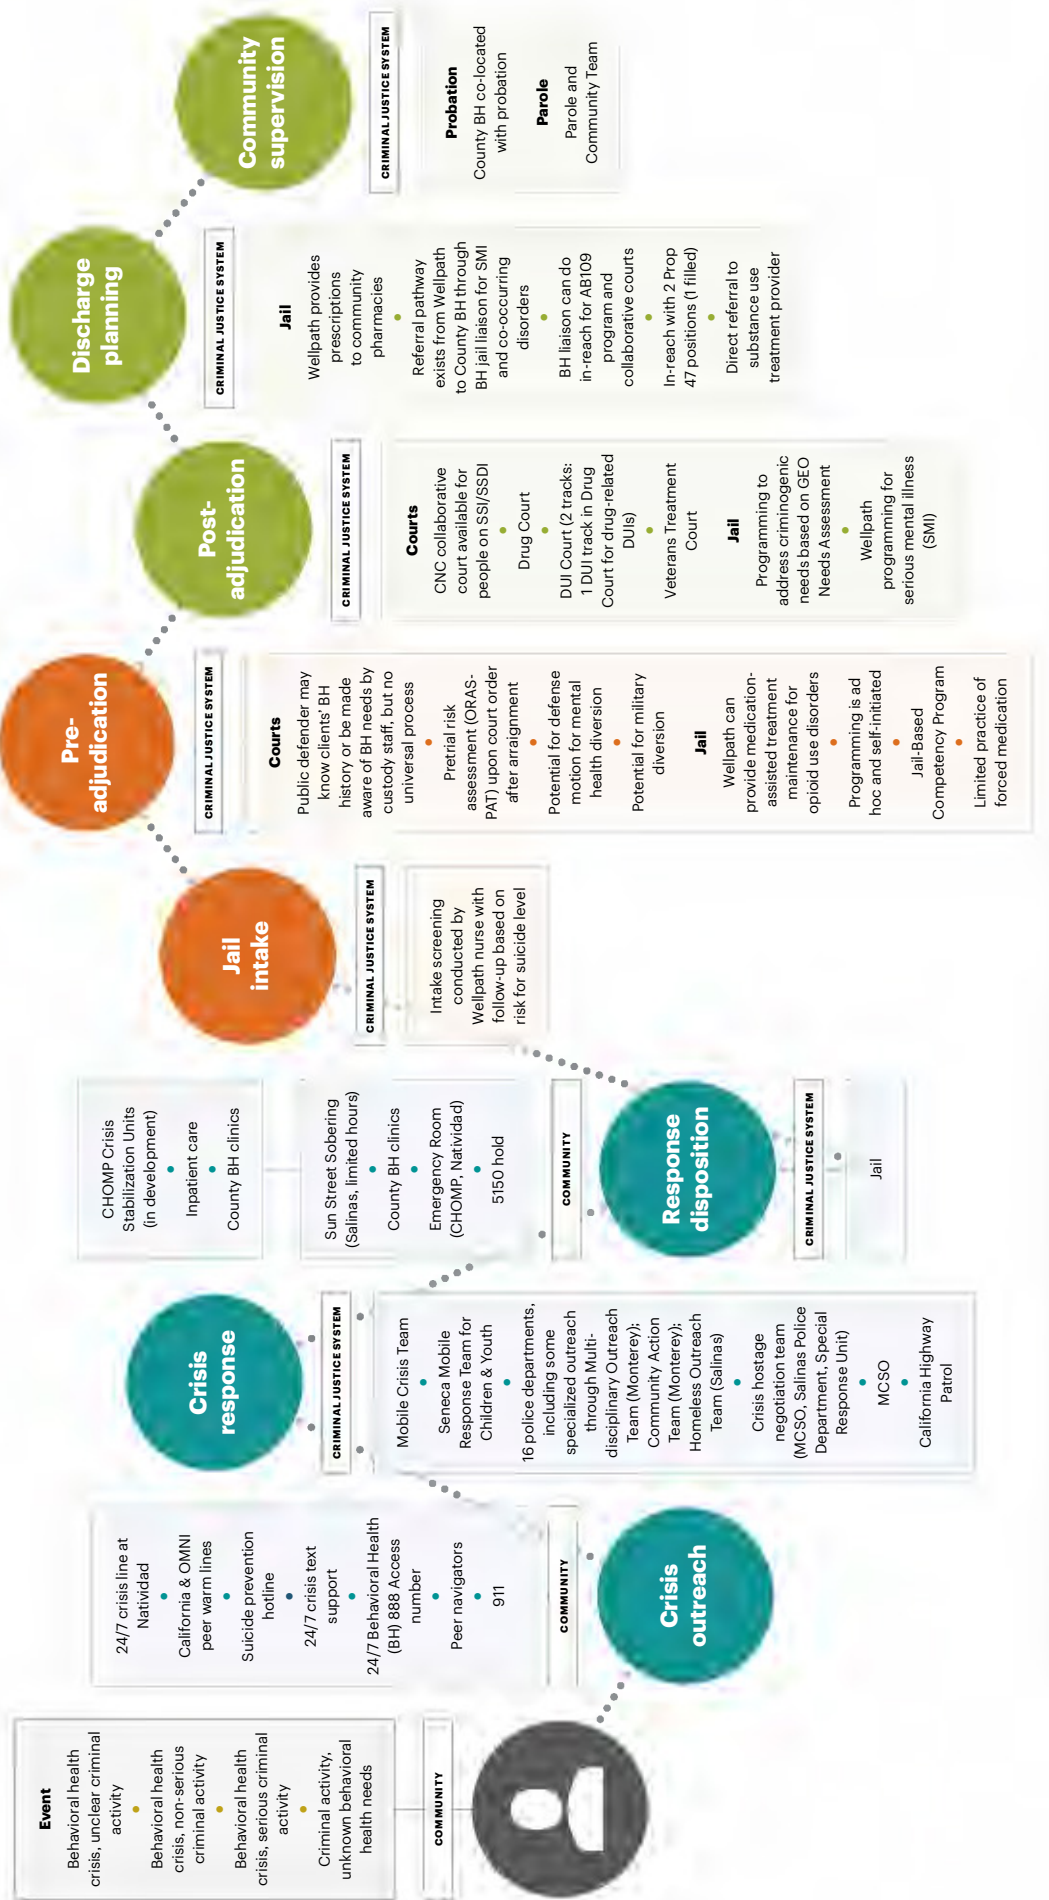 Event
Behavioral health
crisis, unclear criminal
activity
•
Behavioral health
crisis, non-serious
criminal activity
•
Behavioral health
crisis, serious criminal
activity
•
Criminal activity,
unknown behavioral
health needs
COMMUNITY
24/7 crisis line at
Natividad
•
California & OMNI
peer warm lines
•
Suicide prevention
hotline
•
24/7 crisis text
support
•
24/7 Behavioral Health
(BH) 888 Access
number
•
Peer navigators
•
911
COMMUNITY
Crisis
outreach
Crisis
response
CRIMINAL JUSTICE SYSTEM
Mobile Crisis Team
•
Seneca Mobile
Response Team for
Children & Youth
•
16 police departments,
including some
specialized outreach
through Multi-
disciplinary Outreach
Team (Monterey);
Community Action
Team (Monterey);
Homeless Outreach
Team (Salinas)
•
Crisis hostage
negotiation team
(MCSO, Salinas Police
Department, Special
Response Unit)
•
MCSO
•
California Highway
Patrol
CHOMP Crisis
Stabilization Units
(in development)
•
Inpatient care
•
County BH clinics
Sun Street Sobering
(Salinas, limited hours)
•
County BH clinics
•
Emergency Room
(CHOMP, Natividad)
•
5150 hold
COMMUNITY
Response
disposition
CRIMINAL JUSTICE SYSTEM
Jail
Jail
intake
CRIMINAL JUSTICE SYSTEM
Intake screening
conducted by
Wellpath nurse with
follow-up based on
risk for suicide level
Pre-
adjudication
CRIMINAL JUSTICE SYSTEM
Courts
Public defender may
know clients' BH
history or be made
aware of BH needs by
custody staff, but no
universal process
•
Pretrial risk
assessment (ORAS-
PAT) upon court order
after arraignment
•
Potential for defense
motion for mental
health diversion
•
Potential for military
diversion
Jail
Wellpath can
provide medication-
assisted treatment
maintenance for
opioid use disorders
•
Programming is ad
hoc and self-initiated
•
Jail-Based
Competency Program
•
Limited practice of
forced medication
Post-
adjudication
CRIMINAL JUSTICE SYSTEM
Courts
CNC collaborative
court available for
people on SSI/SSDI
•
Drug Court
•
DUI Court (2 tracks:
1 DUI track in Drug
Court for drug-related
DUIs)
•
Veterans Treatment
Court
Jail
Programming to
address criminogenic
needs based on GEO
Needs Assessment
•
Wellpath
programming for
serious mental illness
(SMI)
Discharge
planning
CRIMINAL JUSTICE SYSTEM
Jail
Wellpath provides
prescriptions
to community
pharmacies
•
Referral pathway
exists from Wellpath
to County BH through
BH jail liaison for SMI
and co-occurring
disorders
•
BH liaison can do
in-reach for AB109
program and
collaborative courts
•
In-reach with 2 Prop
47 positions (1 filled)
•
Direct referral to
substance use
treatment provider
Community
supervision
CRIMINAL JUSTICE SYSTEM
Probation
County BH co-located
with probation
Parole
Parole and
Community Team